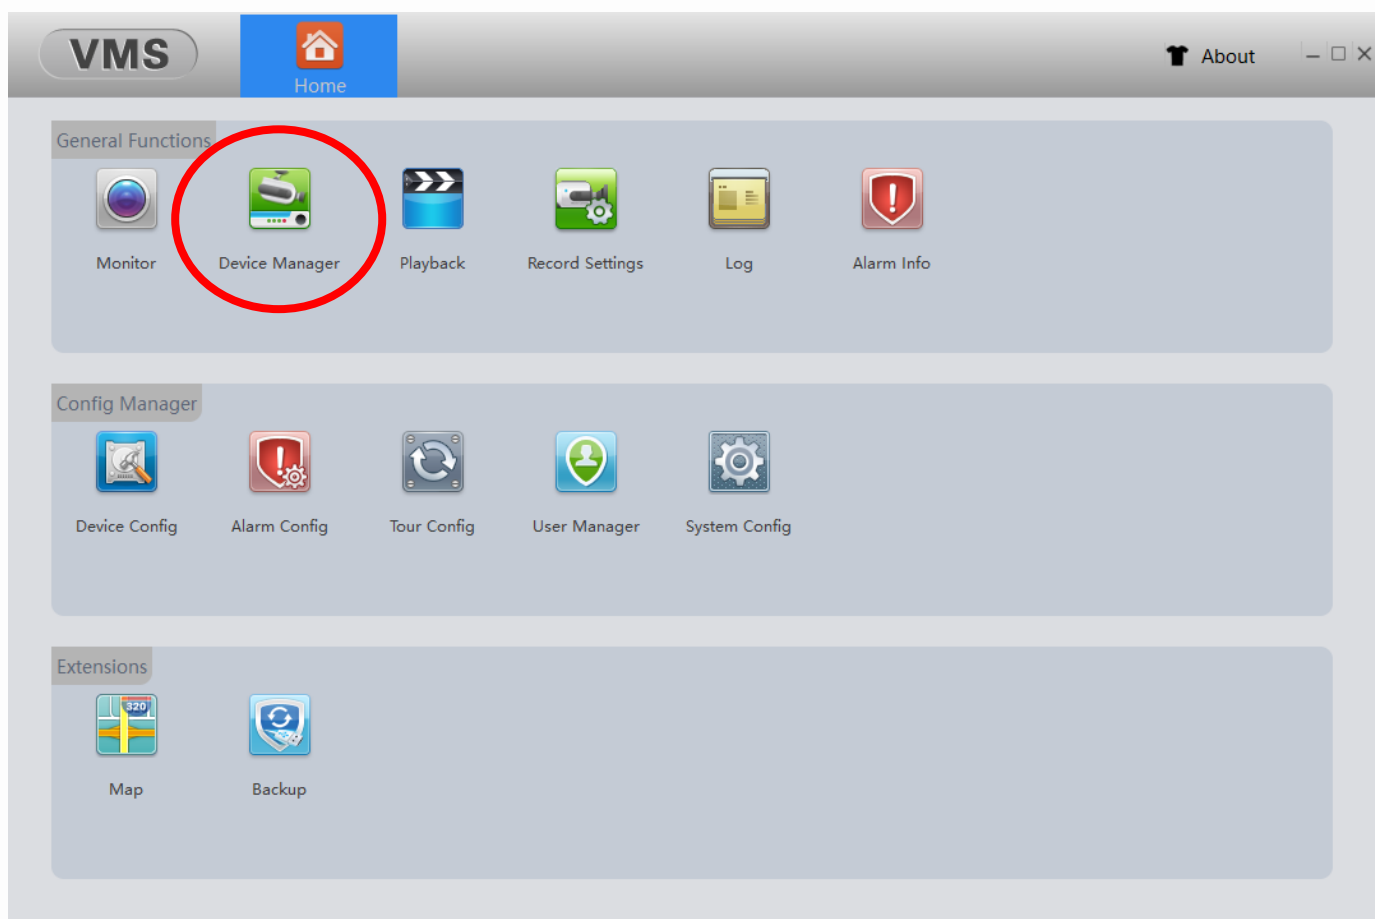 VMS
Home
About
General Functions
Monitor
Device Manager
Playback
Record Settings
Log
Alarm Info
Config Manager
Device Config
Alarm Config
Tour Config
User Manager
System Config
Extensions
320
Map
Backup